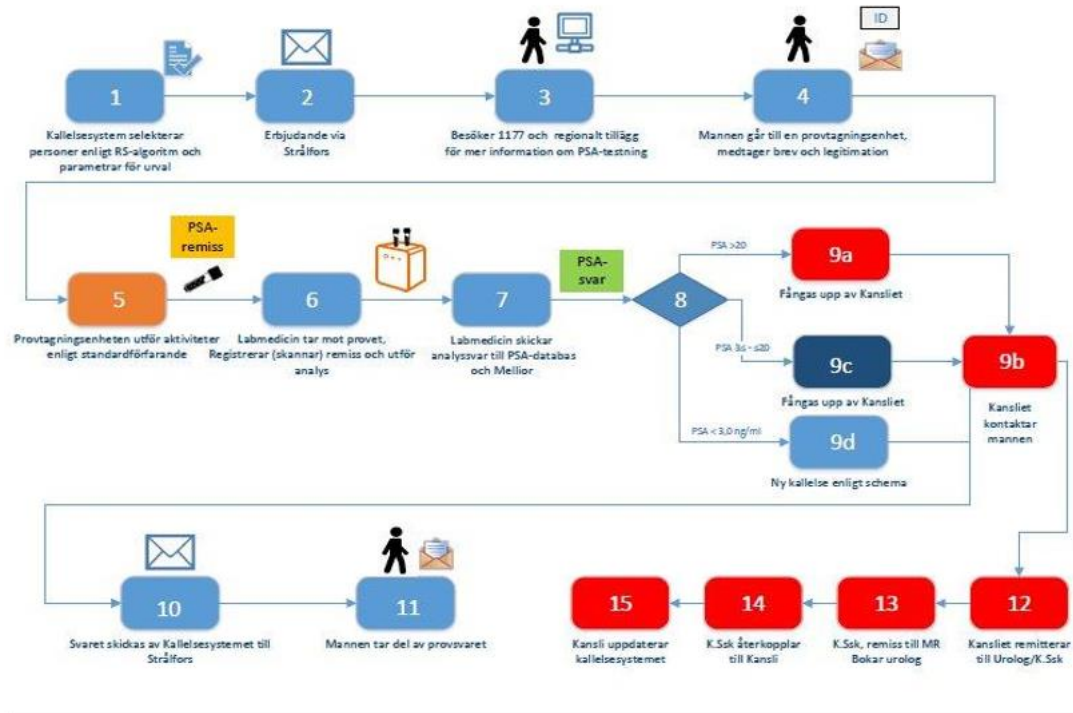 ID
1
2
3
4
Kallelsesystem selekterar
personer enligt RS-algoritm och
parametrar för urval
Erbjudande via
Strålfors
Besöker 1177 och regionalt tillägg
för mer information om PSA-testning
Mannen går till en provtagningsenhet,
medtager brev och legitimation
PSA-
remiss
PSA-
svar
5
6
7
8
Provtagningsenheten utför aktiviteter
enligt standardförfarande
Labmedicin tar mot provet,
Registrerar (skannar) remiss och utför
analys
Labmedicin skickar
analyssvar till PSA-databas
och Mellior
PSA >20
9a
Fångas upp av Kansliet
PSA 3≤ - ≤20
9c
Fångas upp av Kansliet
9b
Kansliet
kontaktar
mannen
PSA < 3,0 ng/ml
9d
Ny kallelse enligt schema
10
11
15
14
13
12
Svaret skickas av Kallelsesystemet till
Strålfors
Mannen tar del av provsvaret
Kansli uppdaterar
kallelsesystemet
K.Ssk återkopplar
till Kansli
K.Ssk, remiss till MR
Bokar urolog
Kansliet remitterar
till Urolog/K.Ssk